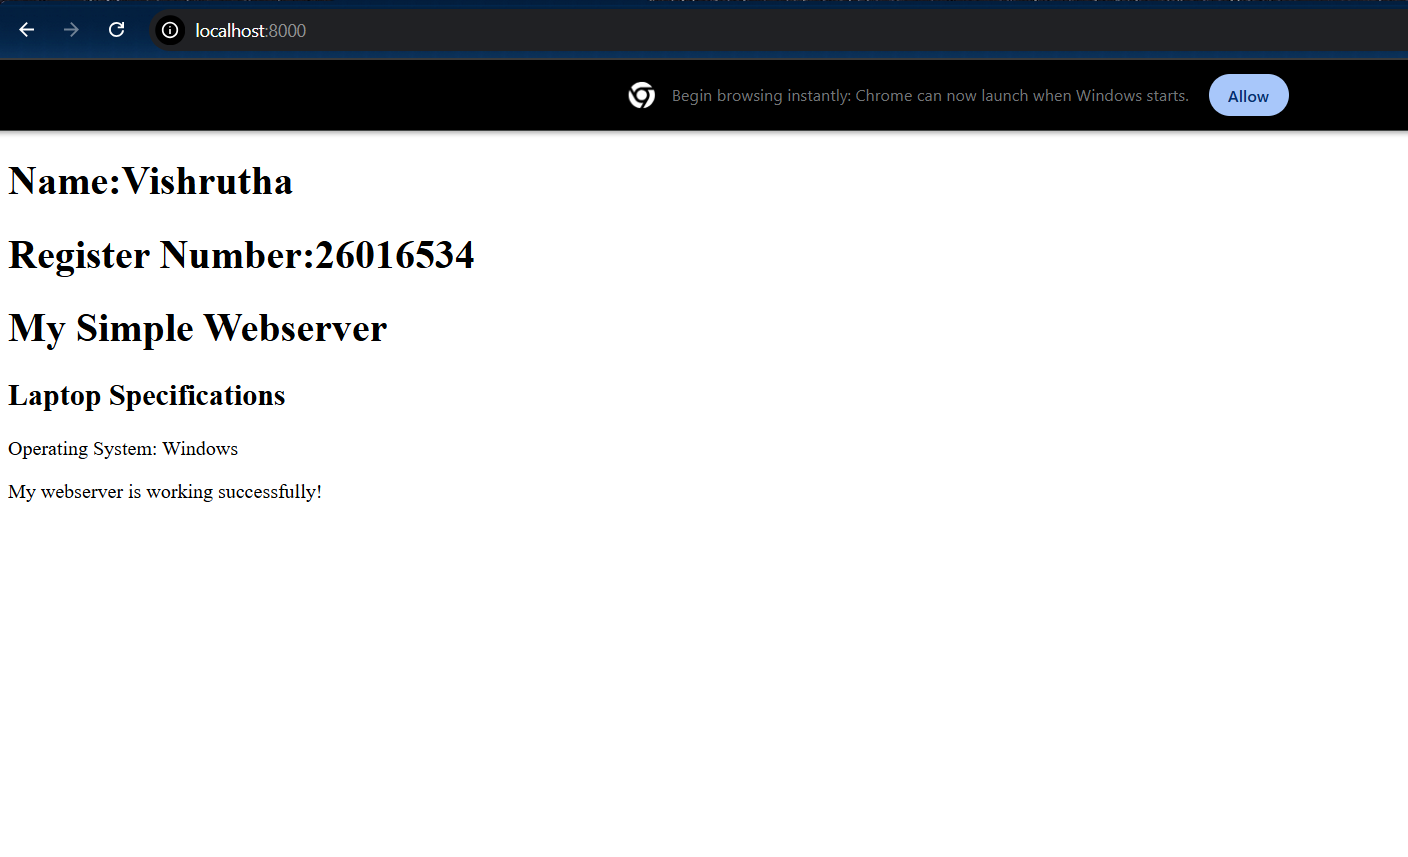 localhost:8000
Begin browsing instantly: Chrome can now launch when Windows starts. Allow
Name:Vishrutha
Register Number:26016534
My Simple Webserver
Laptop Specifications
Operating System: Windows
My webserver is working successfully!